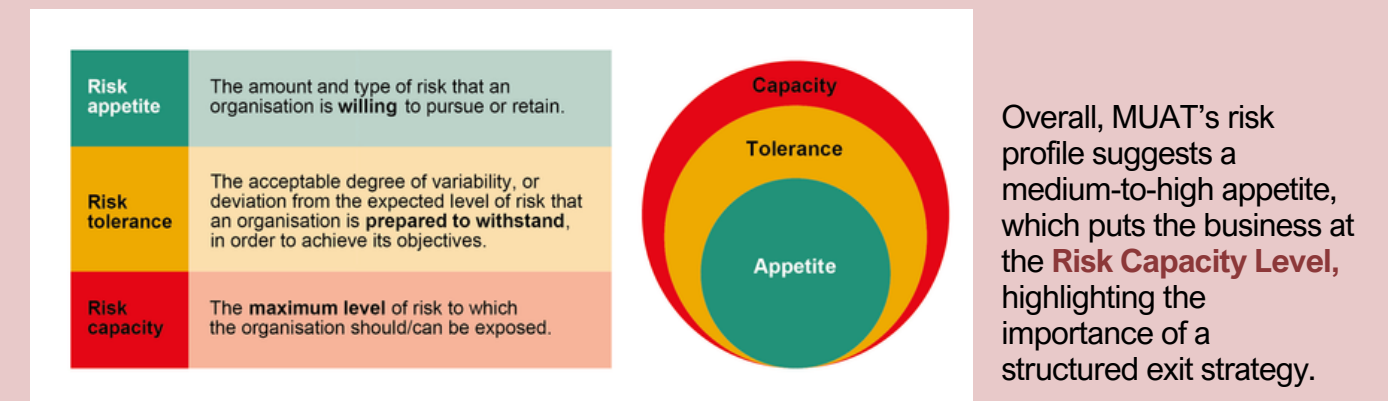 Risk
appetite
The amount and type of risk that an
organisation is willing to pursue or retain.
Risk
tolerance
The acceptable degree of variability, or
deviation from the expected level of risk that
an organisation is prepared to withstand,
in order to achieve its objectives.
Risk
capacity
The maximum level of risk to which
the organisation should/can be exposed.
Capacity
Tolerance
Appetite
Overall, MUAT’s risk
profile suggests a
medium-to-high appetite,
which puts the business at
the Risk Capacity Level,
highlighting the
importance of a
structured exit strategy.